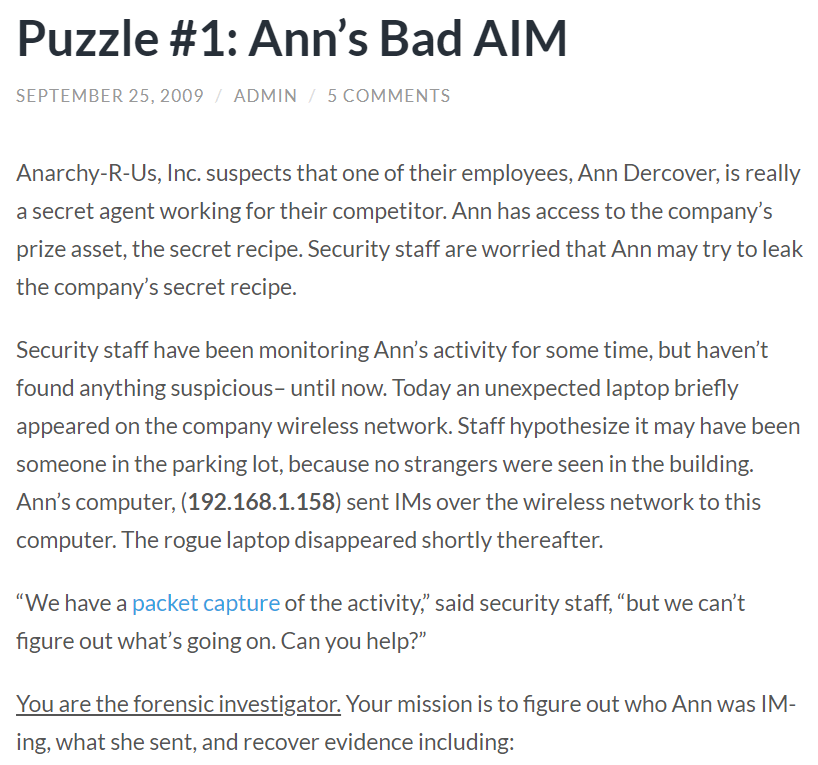 Puzzle #1: Ann’s Bad AIM
SEPTEMBER 25, 2009 / ADMIN / 5 COMMENTS
Anarchy-R-Us, Inc. suspects that one of their employees, Ann Dercover, is really
a secret agent working for their competitor. Ann has access to the company’s
prize asset, the secret recipe. Security staff are worried that Ann may try to leak
the company’s secret recipe.
Security staff have been monitoring Ann’s activity for some time, but haven’t
found anything suspicious– until now. Today an unexpected laptop briefly
appeared on the company wireless network. Staff hypothesize it may have been
someone in the parking lot, because no strangers were seen in the building.
Ann’s computer, (192.168.1.158) sent IMs over the wireless network to this
computer. The rogue laptop disappeared shortly thereafter.
“We have a packet capture of the activity,” said security staff, “but we can’t
figure out what’s going on. Can you help?”
You are the forensic investigator. Your mission is to figure out who Ann was IM-
ing, what she sent, and recover evidence including: